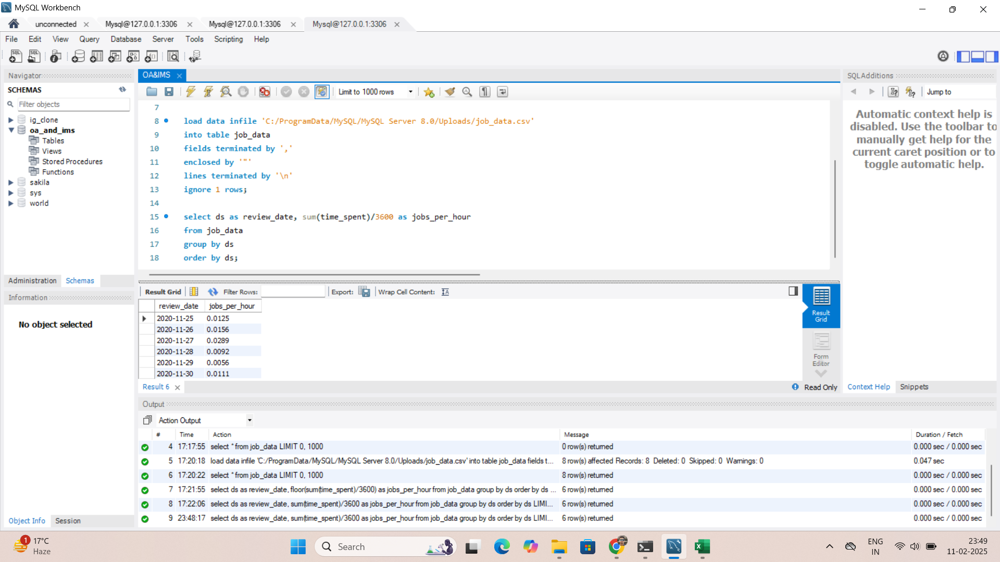 MySQL Workbench
unconnected
Mysql@127.0.0.1:3306
Mysql@127.0.0.1:3306
Mysql@127.0.0.1:3306
File Edit View Query Database Server Tools Scripting Help
Navigator
SCHEMAS
Filter objects
ig_clone
oa_and_ims
Tables
Views
Stored Procedures
Functions
sakila
sys
world
Administration Schemas
Information
No object selected
Object Info Session
OA&IMS
Limit to 1000 rows
7
8 load data infile 'C:/ProgramData/MySQL/MySQL Server 8.0/Uploads/job_data.csv'
9 into table job_data
10 fields terminated by ','
11 enclosed by '"'
12 lines terminated by '\n'
13 ignore 1 rows;
14
15 select ds as review_date, sum(time_spent)/3600 as jobs_per_hour
16 from job_data
17 group by ds
18 order by ds;
Result Grid Filter Rows: Export: Wrap Cell Content:
review_date jobs_per_hour
2020-11-25 0.0125
2020-11-26 0.0156
2020-11-27 0.0289
2020-11-28 0.0092
2020-11-29 0.0056
2020-11-30 0.0111
Result Grid
Form Editor
Result 6
Read Only
SQLAdditions
Jump to
Automatic context help is
disabled. Use the toolbar to
manually get help for the
current caret position or to
toggle automatic help.
Context Help Snippets
Output
Action Output
# Time Action Message Duration / Fetch
4 17:17:55 select * from job_data LIMIT 0, 1000 0 row(s) returned 0.000 sec / 0.000 sec
5 17:20:18 load data infile 'C:/ProgramData/MySQL/MySQL Server 8.0/Uploads/job_data.csv' into table job_data fields t... 8 row(s) affected Records: 8 Deleted: 0 Skipped: 0 Warnings: 0 0.047 sec
6 17:20:22 select * from job_data LIMIT 0, 1000 8 row(s) returned 0.000 sec / 0.000 sec
7 17:21:55 select ds as review_date, floor(sum(time_spent)/3600) as jobs_per_hour from job_data group by ds order by ds ... 6 row(s) returned 0.000 sec / 0.000 sec
8 17:22:06 select ds as review_date, sum(time_spent)/3600 as jobs_per_hour from job_data group by ds order by ds LIMI... 6 row(s) returned 0.000 sec / 0.000 sec
9 23:48:17 select ds as review_date, sum(time_spent)/3600 as jobs_per_hour from job_data group by ds order by ds LIMI... 6 row(s) returned 0.000 sec / 0.000 sec
1
17°C
Haze
Search
ENG
IN
23:49
11-02-2025